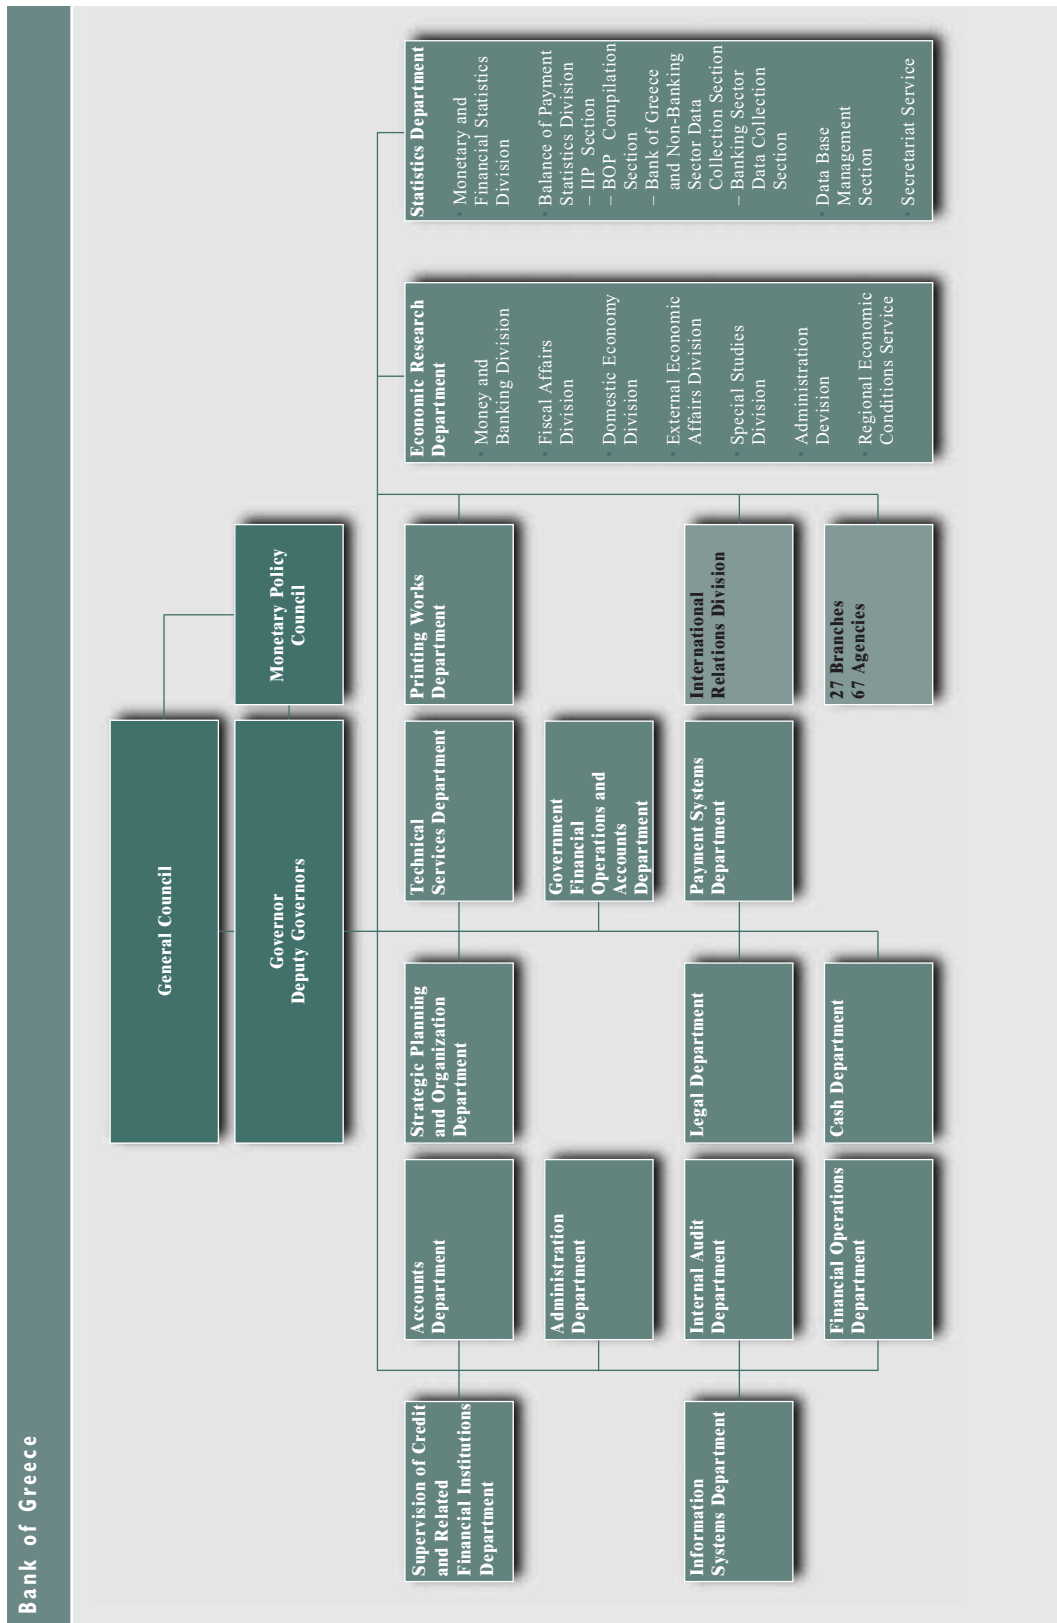 Bank of Greece
General Council
Governor
Deputy Governors
Monetary Policy
Council
Supervision of Credit
and Related
Financial Institutions
Department
Accounts
Department
Strategic Planning
and Organization
Department
Technical
Services Department
Printing Works
Department
Administration
Department
Government
Financial
Operations and
Accounts
Department
Information
Systems Department
Internal Audit
Department
Legal Department
Payment Systems
Department
International
Relations Division
Financial Operations
Department
Cash Department
27 Branches
67 Agencies
Economic Research
Department
• Money and
Banking Division
• Fiscal Affairs
Division
• Domestic Economy
Division
• External Economic
Affairs Division
• Special Studies
Division
• Administration
Devision
• Regional Economic
Conditions Service
Statistics Department
• Monetary and
Financial Statistics
Division
• Balance of Payment
Statistics Division
– IIP Section
– BOP Compilation
Section
– Bank of Greece
and Non-Banking
Sector Data
Collection Section
– Banking Sector
Data Collection
Section
• Data Base
Management
Section
• Secretariat Service